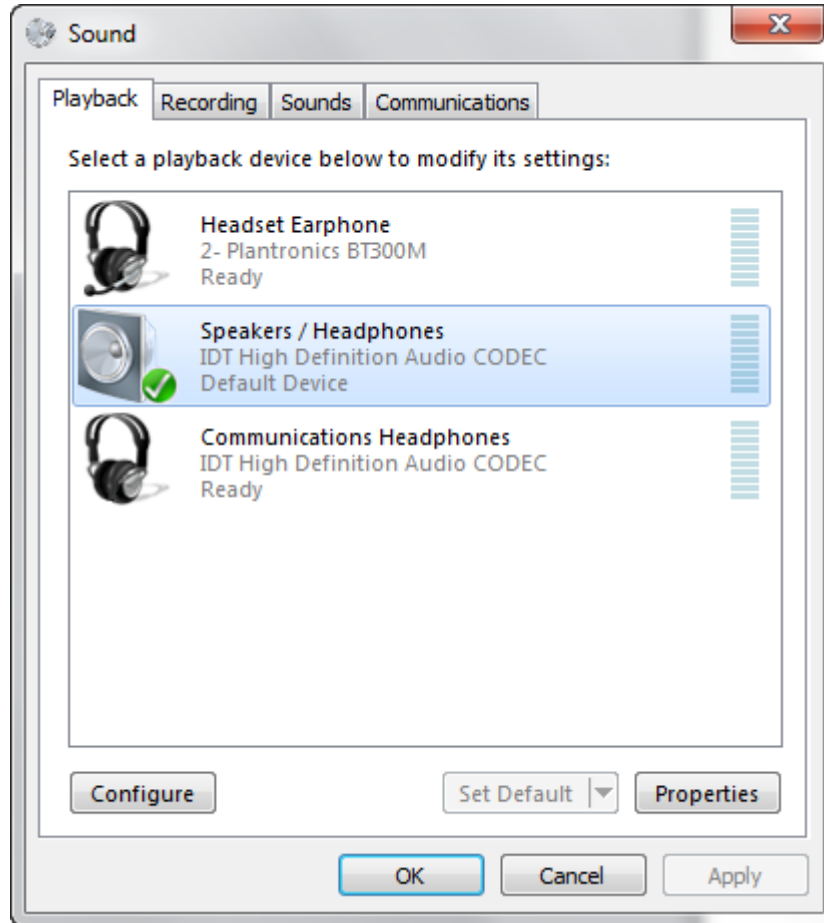 Sound
Playback Recording Sounds Communications
Select a playback device below to modify its settings:
Headset Earphone
2- Plantronics BT300M
Ready
Speakers / Headphones
IDT High Definition Audio CODEC
Default Device
Communications Headphones
IDT High Definition Audio CODEC
Ready
Configure Set Default Properties
OK Cancel Apply